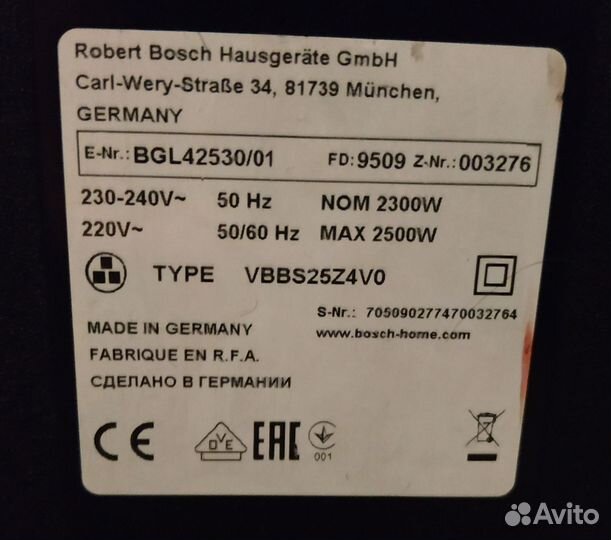 Robert Bosch Hausgeräte GmbH
Carl-Wery-Straße 34, 81739 München,
GERMANY
E-Nr.: BGL42530/01 FD: 9509 Z-Nr.: 003276
230-240V~ 50 Hz NOM 2300W
220V~ 50/60 Hz MAX 2500W
TYPE VBBS25Z4V0
S-Nr.: 705090277470032764
MADE IN GERMANY www.bosch-home.com
FABRIQUE EN R.F.A.
СДЕЛАНО В ГЕРМАНИИ
CE DVE EAC 001
Avito